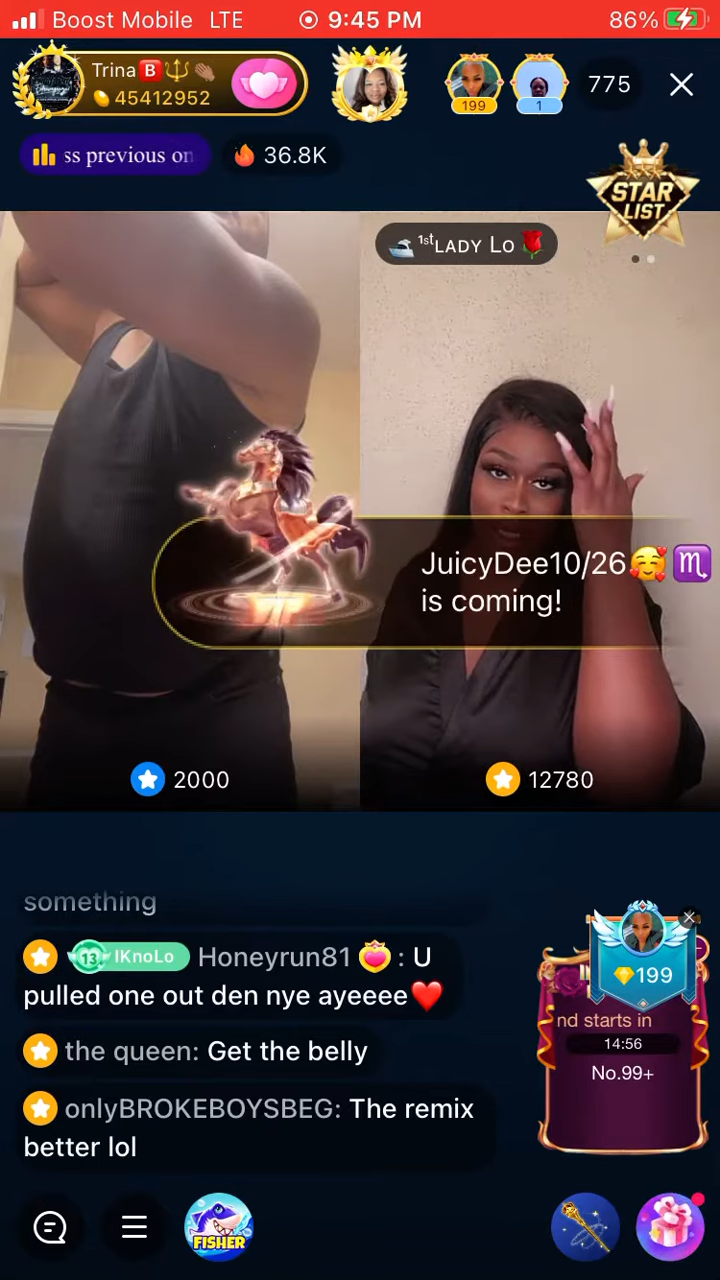 Boost Mobile LTE 9:45 PM 86%
Trina B
45412952
199
1
775
ss previous on
36.8K
STAR
LIST
1st LADY Lo
JuicyDee10/26
is coming!
2000
12780
something
13 IKnoLo Honeyrun81 : U
pulled one out den nye ayeeee
the queen: Get the belly
onlyBROKEBOYSBEG: The remix
better lol
199
nd starts in
14:56
No.99+
FISHER